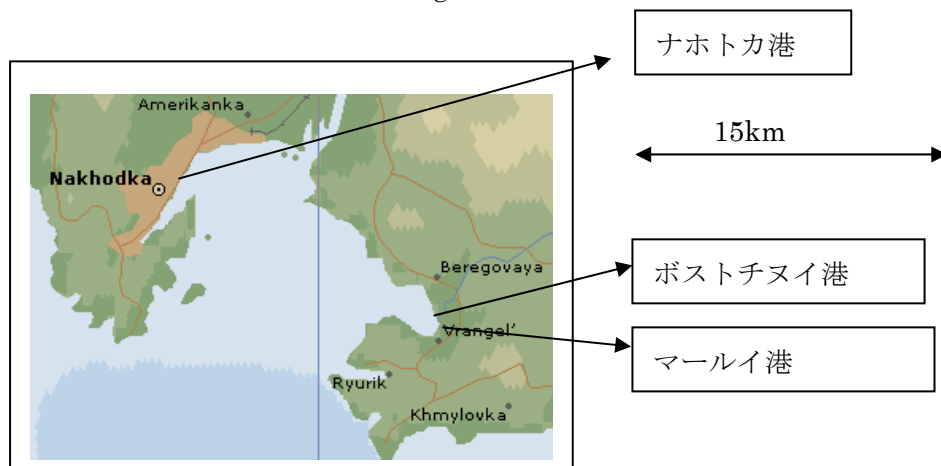 g
ナホトカ港
Amerikanka
15km
Nakhodka
Beregovaya
ボストチヌイ港
Vrangel’
マールイ港
Ryurik
Khmylovka